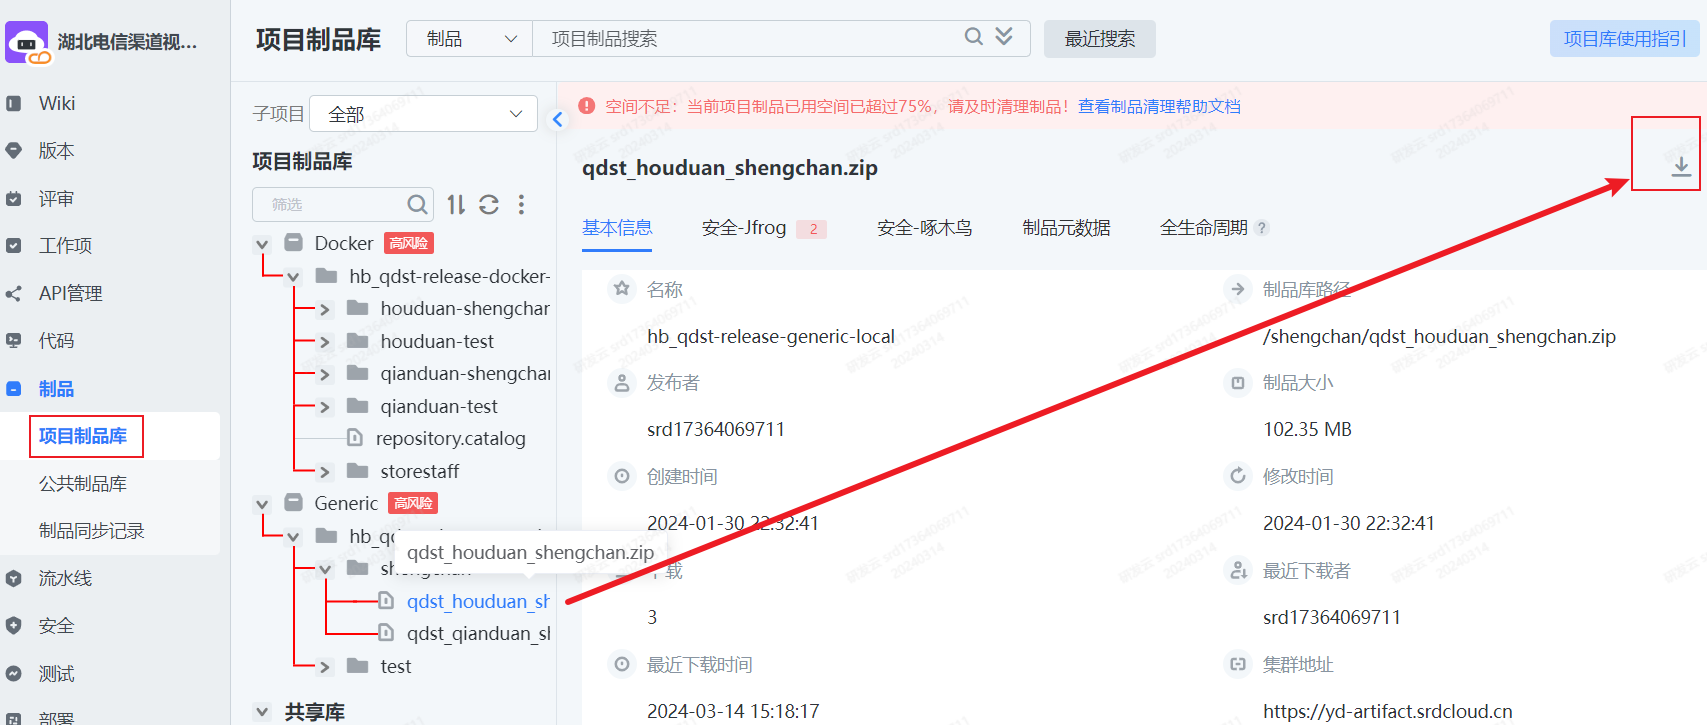 湖北电信渠道视...
Wiki
版本
评审
工作项
API管理
代码
制品
项目制品库
公共制品库
制品同步记录
流水线
安全
测试
部署
项目制品库
制品
项目制品搜索
最近搜索
项目库使用指引
子项目
全部
项目制品库
筛选
Docker 高风险
hb_qdst-release-docker-
houduan-shengchan
houduan-test
qianduan-shengchan
qianduan-test
repository.catalog
storestaff
Generic 高风险
hb_qd
shengchan
qdst_houduan_shengchan.zip
qdst_houduan_sh
qdst_qianduan_sh
test
共享库
空间不足：当前项目制品已用空间已超过75%，请及时清理制品！ 查看制品清理帮助文档
qdst_houduan_shengchan.zip
基本信息
安全-Jfrog 2
安全-啄木鸟
制品元数据
全生命周期 ?
名称
hb_qdst-release-generic-local
制品库路径
/shengchan/qdst_houduan_shengchan.zip
发布者
srd17364069711
制品大小
102.35 MB
创建时间
2024-01-30 22:32:41
修改时间
2024-01-30 22:32:41
下载
3
最近下载者
srd17364069711
最近下载时间
2024-03-14 15:18:17
集群地址
https://yd-artifact.srdcloud.cn
研发云 srd17364069711
20240314